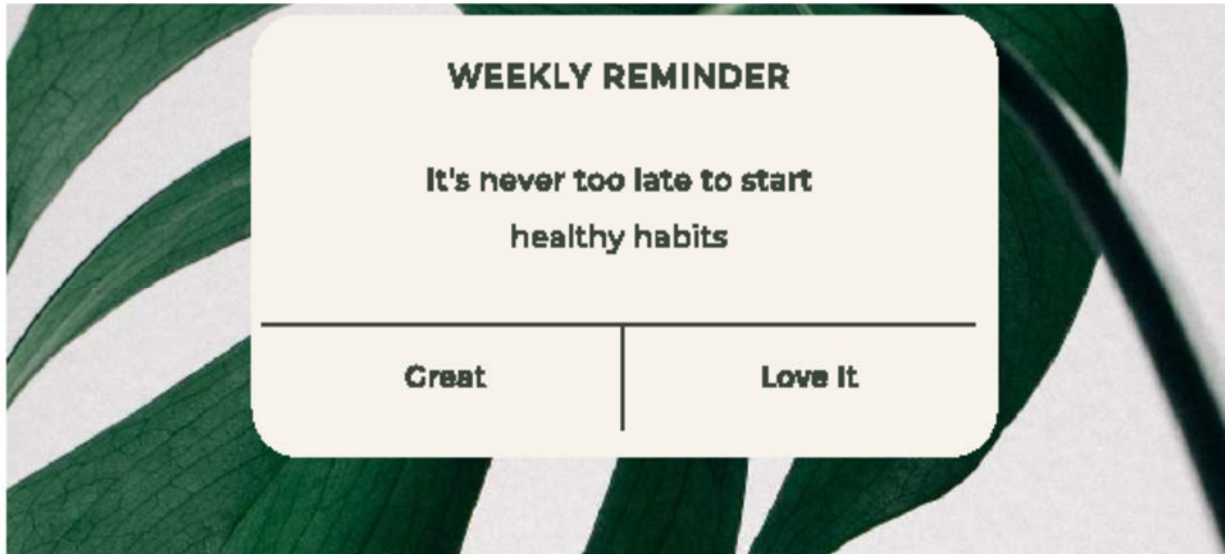 WEEKLY REMINDER
It's never too late to start
healthy habits
Great
Love It